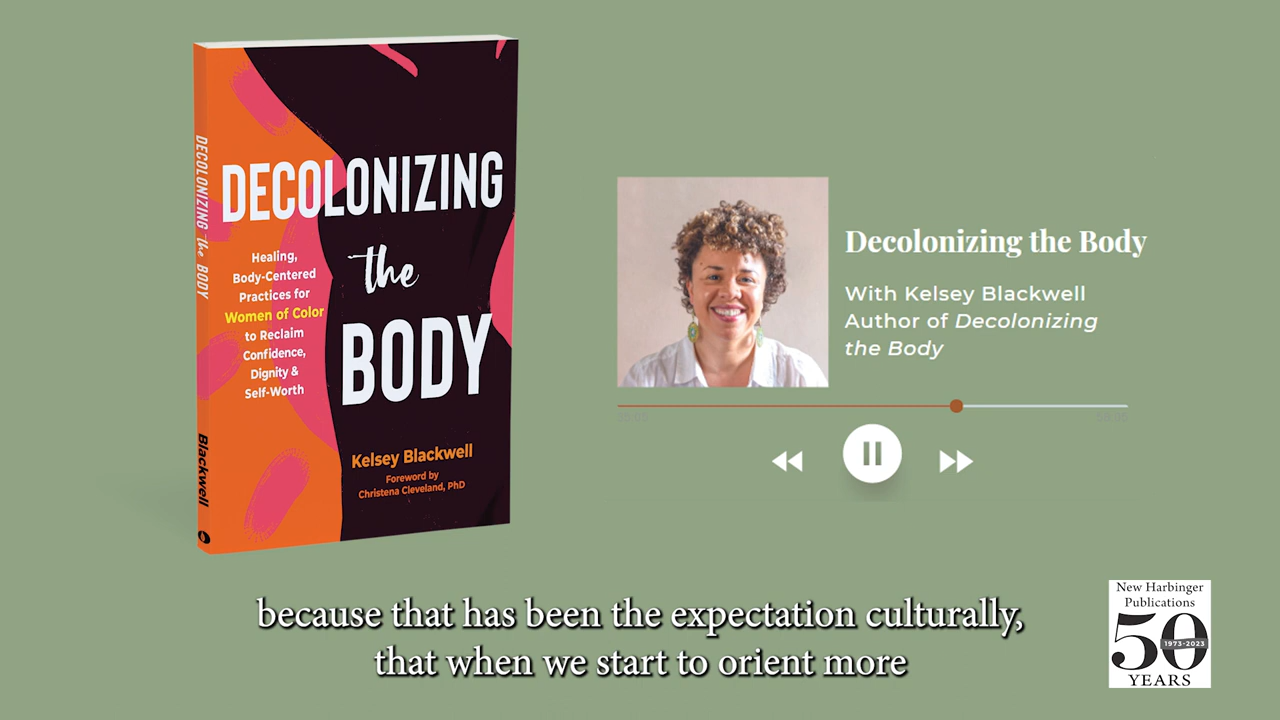 DECOLONIZING
the
BODY
Healing,
Body-Centered
Practices for
Women of Color
to Reclaim
Confidence,
Dignity &
Self-Worth
Kelsey Blackwell
Foreword by
Christena Cleveland, PhD
DECOLONIZING the BODY
Blackwell
Decolonizing the Body
With Kelsey Blackwell
Author of Decolonizing
the Body
because that has been the expectation culturally,
that when we start to orient more
New Harbinger
Publications
50
1973-2023
YEARS